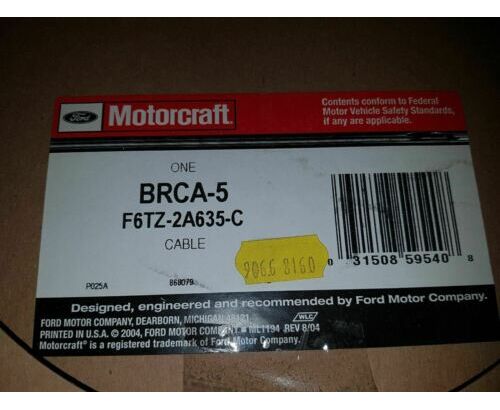 Ford
Motorcraft®
Contents conform to Federal
Motor Vehicle Safety Standards,
if any are applicable.
ONE
BRCA-5
F6TZ-2A635-C
CABLE
P025A
868079
0 31508 59540 8
Designed, engineered and recommended by Ford Motor Company.
FORD MOTOR COMPANY, DEARBORN, MICHIGAN 48121
WLC
PRINTED IN U.S.A. © 2004, FORD MOTOR COMPANY ML1194 REV 8/04
Motorcraft® is a registered trademark of Ford Motor Company.